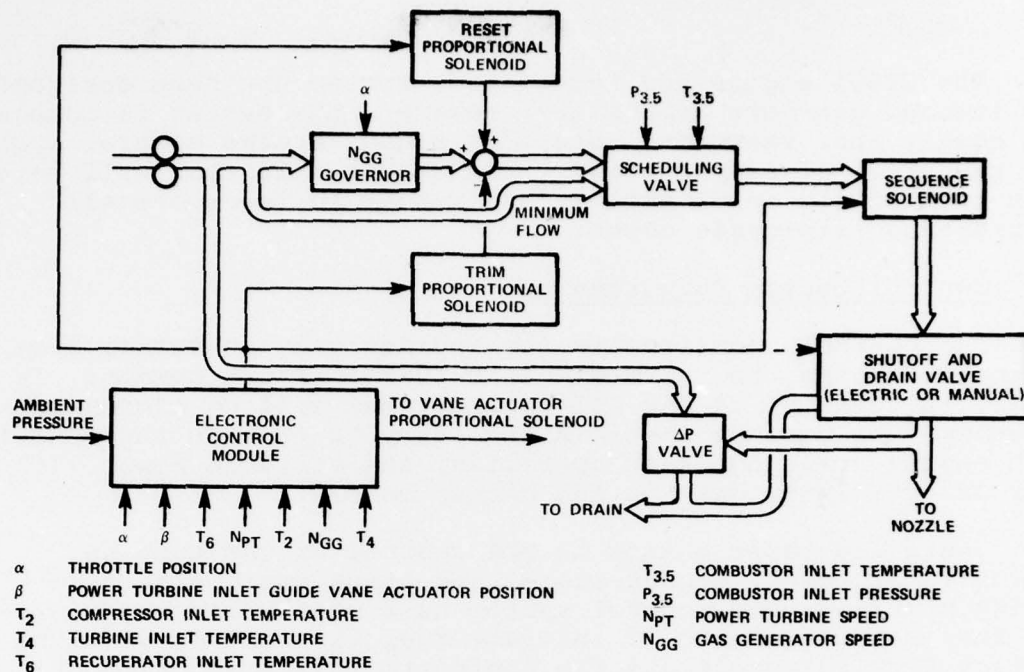 RESET
PROPORTIONAL
SOLENOID
α
P3.5
T3.5
NGG
GOVERNOR
+
+
-
SCHEDULING
VALVE
SEQUENCE
SOLENOID
MINIMUM
FLOW
TRIM
PROPORTIONAL
SOLENOID
SHUTOFF AND
DRAIN VALVE
(ELECTRIC OR MANUAL)
AMBIENT
PRESSURE
ELECTRONIC
CONTROL
MODULE
TO VANE ACTUATOR
PROPORTIONAL SOLENOID
ΔP
VALVE
TO DRAIN
TO
NOZZLE
α β T6 NPT T2 NGG T4
α THROTTLE POSITION
β POWER TURBINE INLET GUIDE VANE ACTUATOR POSITION
T2 COMPRESSOR INLET TEMPERATURE
T4 TURBINE INLET TEMPERATURE
T6 RECUPERATOR INLET TEMPERATURE
T3.5 COMBUSTOR INLET TEMPERATURE
P3.5 COMBUSTOR INLET PRESSURE
NPT POWER TURBINE SPEED
NGG GAS GENERATOR SPEED